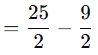 = 25/2 − 9/2